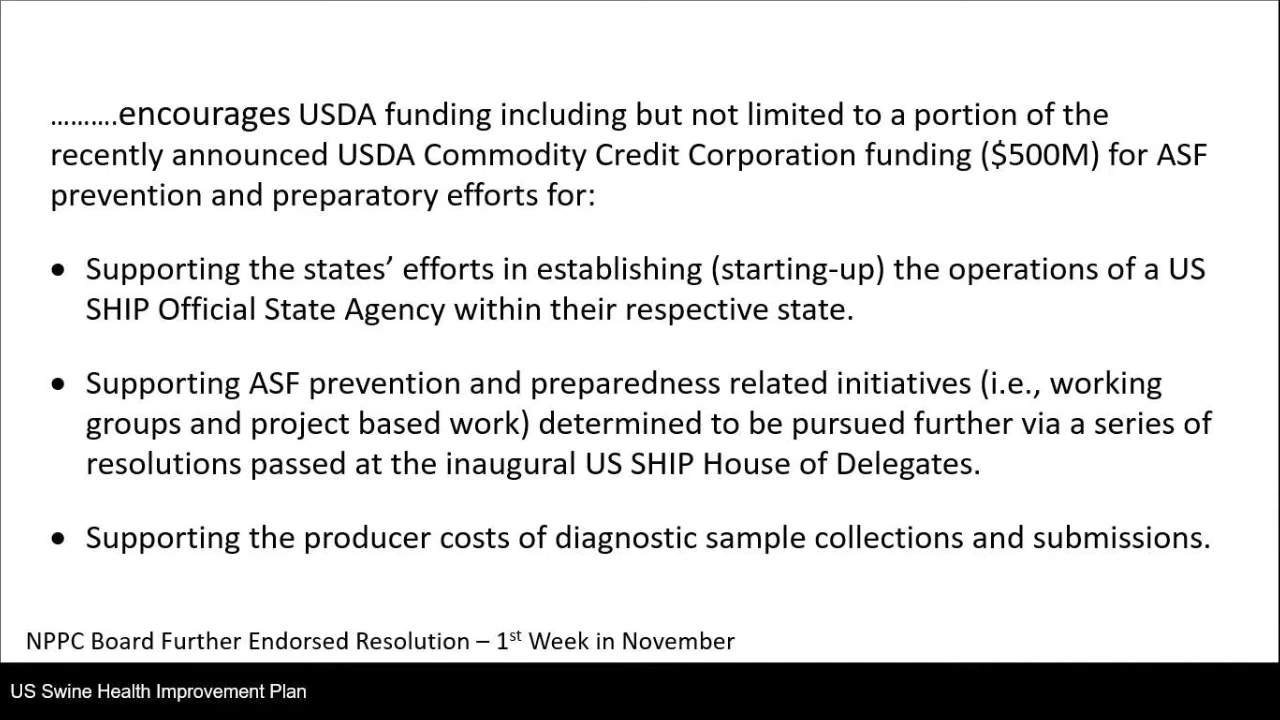 ……….encourages USDA funding including but not limited to a portion of the
recently announced USDA Commodity Credit Corporation funding ($500M) for ASF
prevention and preparatory efforts for:
• Supporting the states’ efforts in establishing (starting-up) the operations of a US
SHIP Official State Agency within their respective state.
• Supporting ASF prevention and preparedness related initiatives (i.e., working
groups and project based work) determined to be pursued further via a series of
resolutions passed at the inaugural US SHIP House of Delegates.
• Supporting the producer costs of diagnostic sample collections and submissions.
NPPC Board Further Endorsed Resolution – 1st Week in November
US Swine Health Improvement Plan